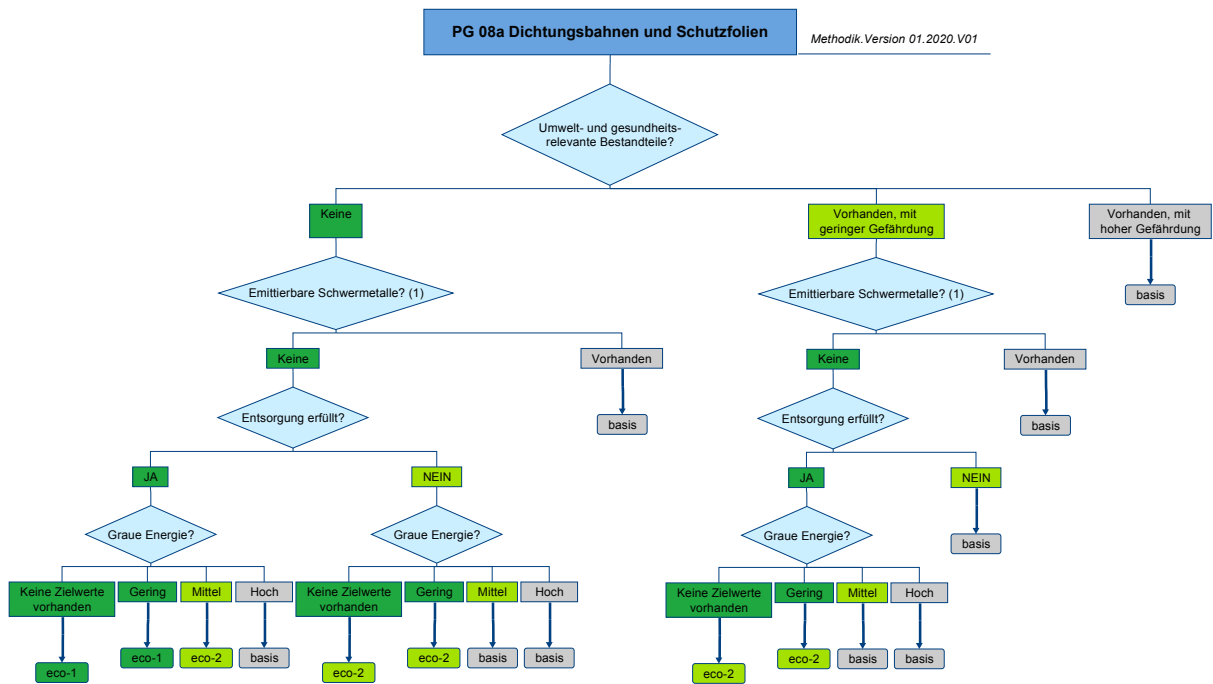 PG 08a Dichtungsbahnen und Schutzfolien
Methodik.Version 01.2020.V01
Umwelt- und gesundheits-
relevante Bestandteile?
Keine
Vorhanden, mit
geringer Gefährdung
Vorhanden, mit
hoher Gefährdung
Emittierbare Schwermetalle? (1)
Emittierbare Schwermetalle? (1)
basis
Keine
Vorhanden
Keine
Vorhanden
Entsorgung erfüllt?
basis
Entsorgung erfüllt?
basis
JA
NEIN
JA
NEIN
Graue Energie?
Graue Energie?
Graue Energie?
basis
Keine Zielwerte
vorhanden
Gering
Mittel
Hoch
Keine Zielwerte
vorhanden
Gering
Mittel
Hoch
Keine Zielwerte
vorhanden
Gering
Mittel
Hoch
eco-1
eco-1
eco-2
basis
eco-2
eco-2
basis
basis
eco-2
eco-2
basis
basis